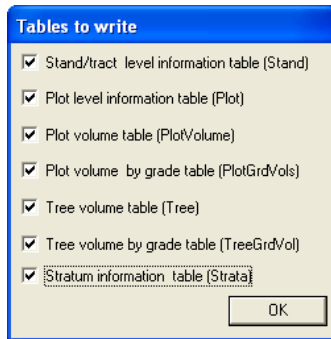 Tables to write
Stand/tract level information table (Stand)
Plot level information table (Plot)
Plot volume table (PlotVolume)
Plot volume by grade table (PlotGrdVols)
Tree volume table (Tree)
Tree volume by grade table (TreeGrdVol)
Stratum information table (Strata)
OK